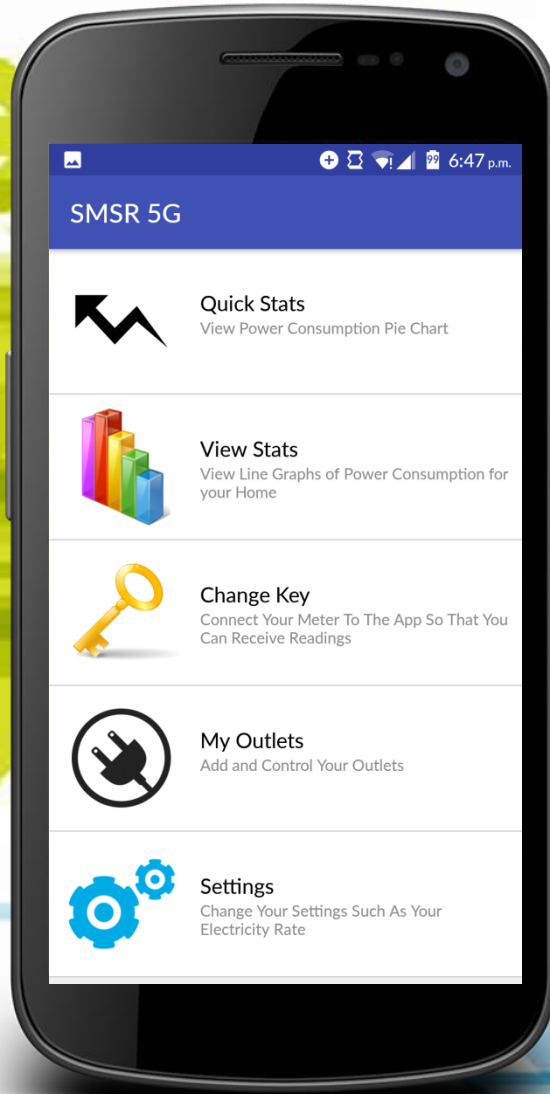 99 6:47 p.m.
SMSR 5G
Quick Stats
View Power Consumption Pie Chart
View Stats
View Line Graphs of Power Consumption for
your Home
Change Key
Connect Your Meter To The App So That You
Can Receive Readings
My Outlets
Add and Control Your Outlets
Settings
Change Your Settings Such As Your
Electricity Rate